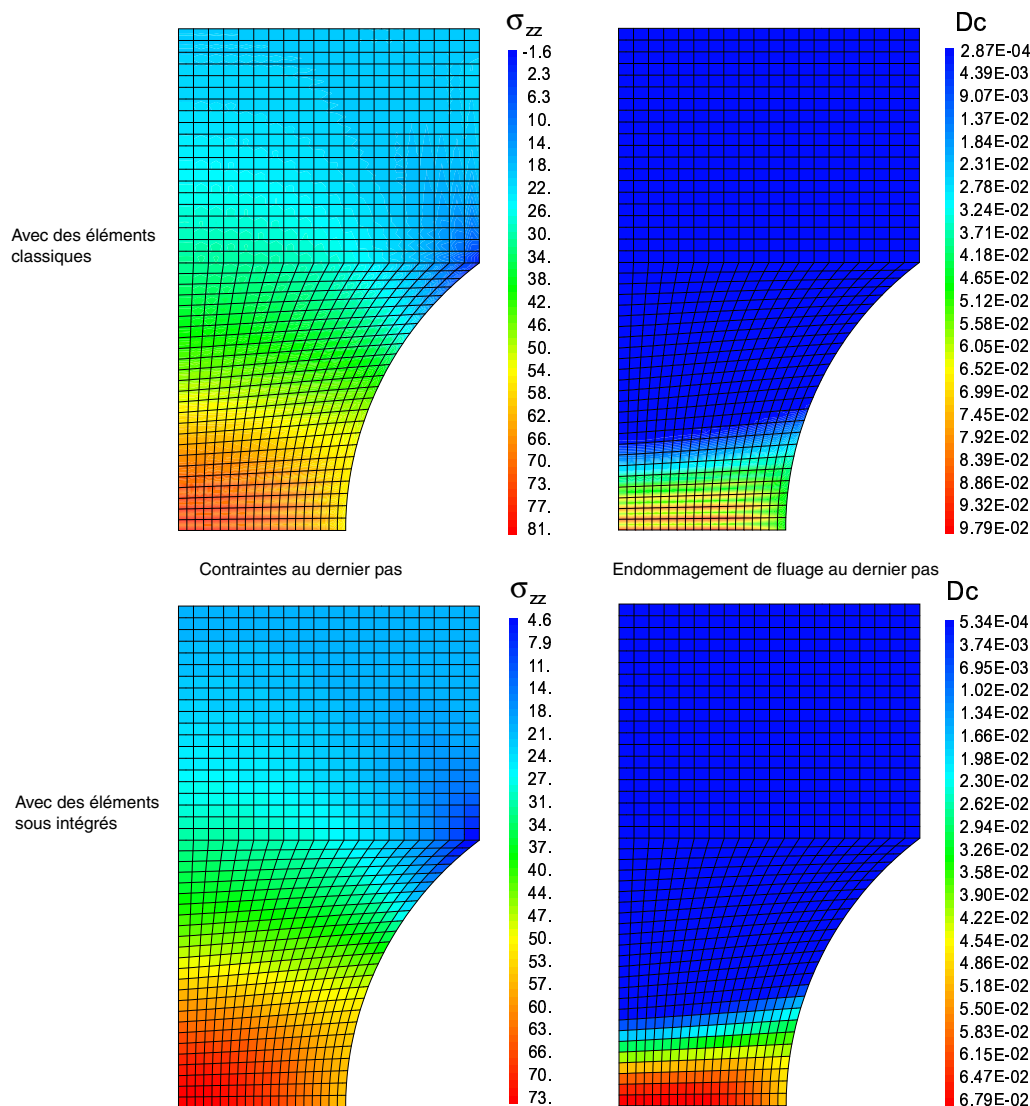 σzz
-1.6
2.3
6.3
10.
14.
18.
22.
26.
30.
34.
38.
42.
46.
50.
54.
58.
62.
66.
70.
73.
77.
81.
Dc
2.87E-04
4.39E-03
9.07E-03
1.37E-02
1.84E-02
2.31E-02
2.78E-02
3.24E-02
3.71E-02
4.18E-02
4.65E-02
5.12E-02
5.58E-02
6.05E-02
6.52E-02
6.99E-02
7.45E-02
7.92E-02
8.39E-02
8.86E-02
9.32E-02
9.79E-02
Avec des éléments
classiques
Contraintes au dernier pas
Endommagement de fluage au dernier pas
σzz
4.6
7.9
11.
14.
18.
21.
24.
27.
31.
34.
37.
40.
44.
47.
50.
53.
57.
60.
63.
66.
70.
73.
Dc
5.34E-04
3.74E-03
6.95E-03
1.02E-02
1.34E-02
1.66E-02
1.98E-02
2.30E-02
2.62E-02
2.94E-02
3.26E-02
3.58E-02
3.90E-02
4.22E-02
4.54E-02
4.86E-02
5.18E-02
5.50E-02
5.83E-02
6.15E-02
6.47E-02
6.79E-02
Avec des éléments
sous intégrés